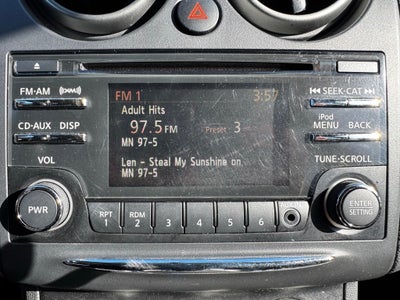 FM 1 3:57
Adult Hits
97.5 FM Preset 3
MN 97-5
Len - Steal My Sunshine on
MN 97-5
FM·AM
CD·AUX DISP
VOL
PWR
SEEK·CAT
iPod
MENU BACK
TUNE·SCROLL
ENTER
SETTING
RPT 1
RDM 2
3 4 5 6